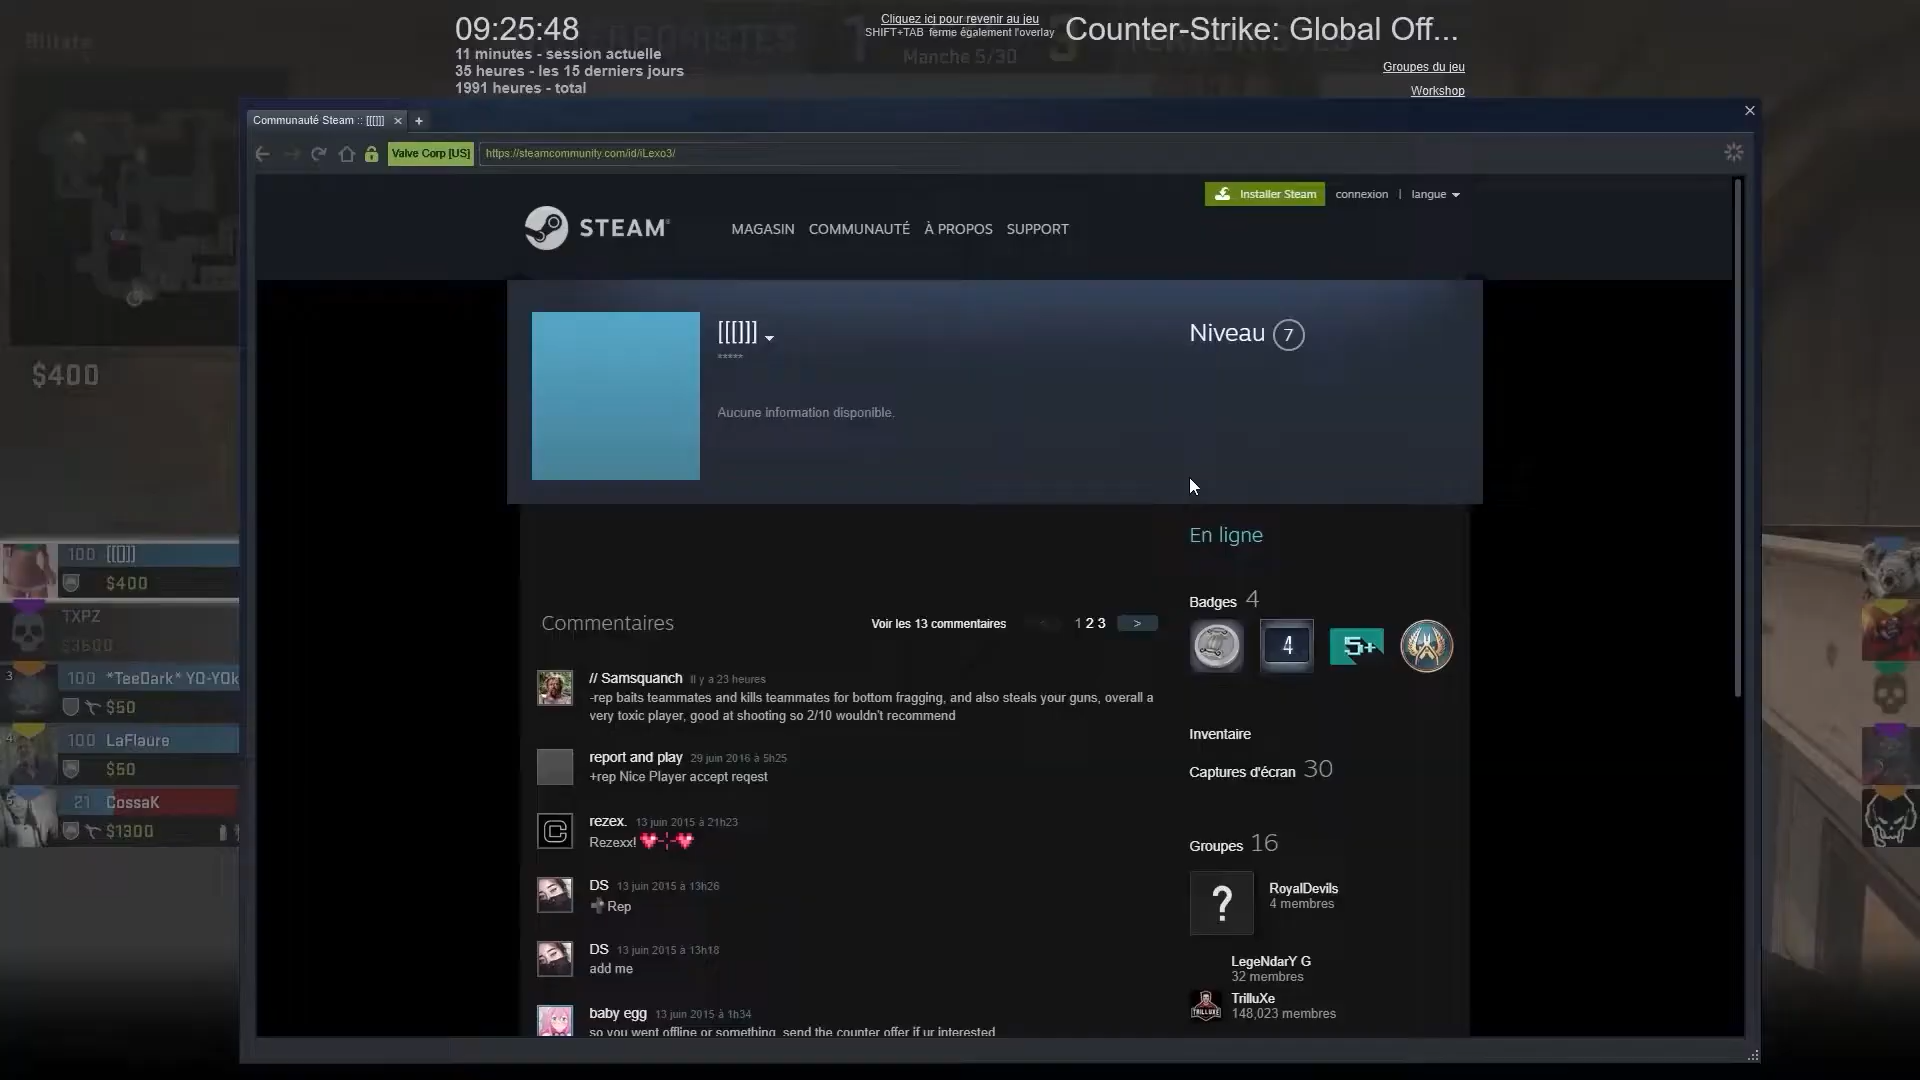 09:25:48
11 minutes - session actuelle
35 heures - les 15 derniers jours
1991 heures - total
Cliquez ici pour revenir au jeu
SHIFT+TAB ferme également l'overlay
Counter-Strike: Global Off...
Groupes du jeu
Workshop
Manche 5/30
Communauté Steam :: [[[]]]
Valve Corp [US]
https://steamcommunity.com/id/iLexo3/
Installer Steam
connexion | langue
STEAM
MAGASIN COMMUNAUTÉ À PROPOS SUPPORT
[[[]]]
*****
Niveau 7
Aucune information disponible.
$400
En ligne
Badges 4
4
5+
Inventaire
Captures d'écran 30
Groupes 16
RoyalDevils
4 membres
LegeNdarY G
32 membres
TrilluXe
148,023 membres
Commentaires
Voir les 13 commentaires
< 1 2 3 >
// Samsquanch Il y a 23 heures
-rep baits teammates and kills teammates for bottom fragging, and also steals your guns, overall a
very toxic player, good at shooting so 2/10 wouldn't recommend
report and play 29 juin 2016 à 5h25
+rep Nice Player accept reqest
rezex. 13 juin 2015 à 21h23
Rezexx!
DS 13 juin 2015 à 13h26
Rep
DS 13 juin 2015 à 13h18
add me
baby egg 13 juin 2015 à 1h34
so you went offline or something, send the counter offer if ur interested
100 [[[]]]
$400
TXPZ
$3600
3 100 *TeeDark* YO-YOk
$50
4 100 LaFlaure
$50
21 CossaK
$1300